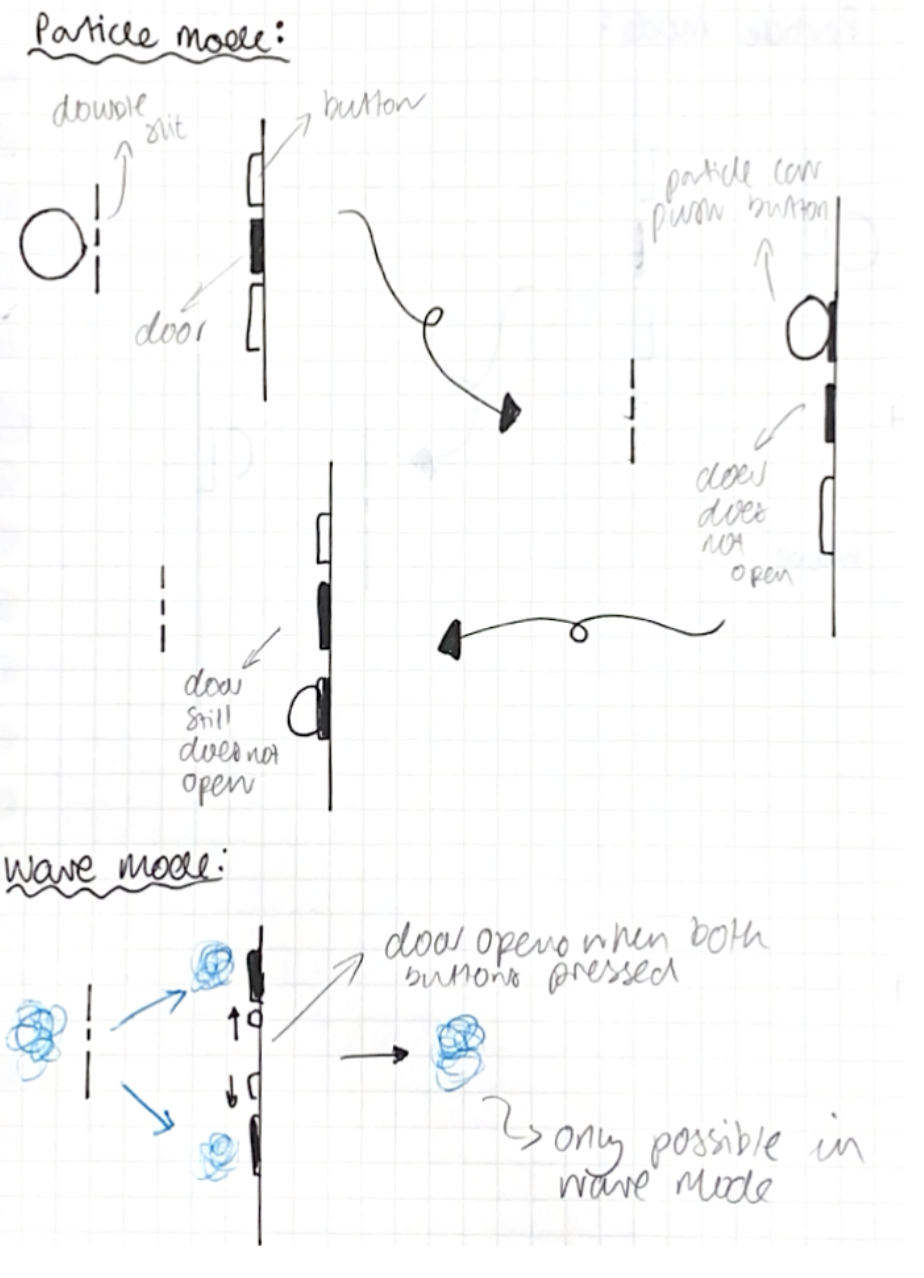 Particle mode:
double
slit
button
door
particle can
push button
door
does
not
open
door
still
does not
open
Wave mode:
door opens when both
buttons pressed
only possible in
wave mode